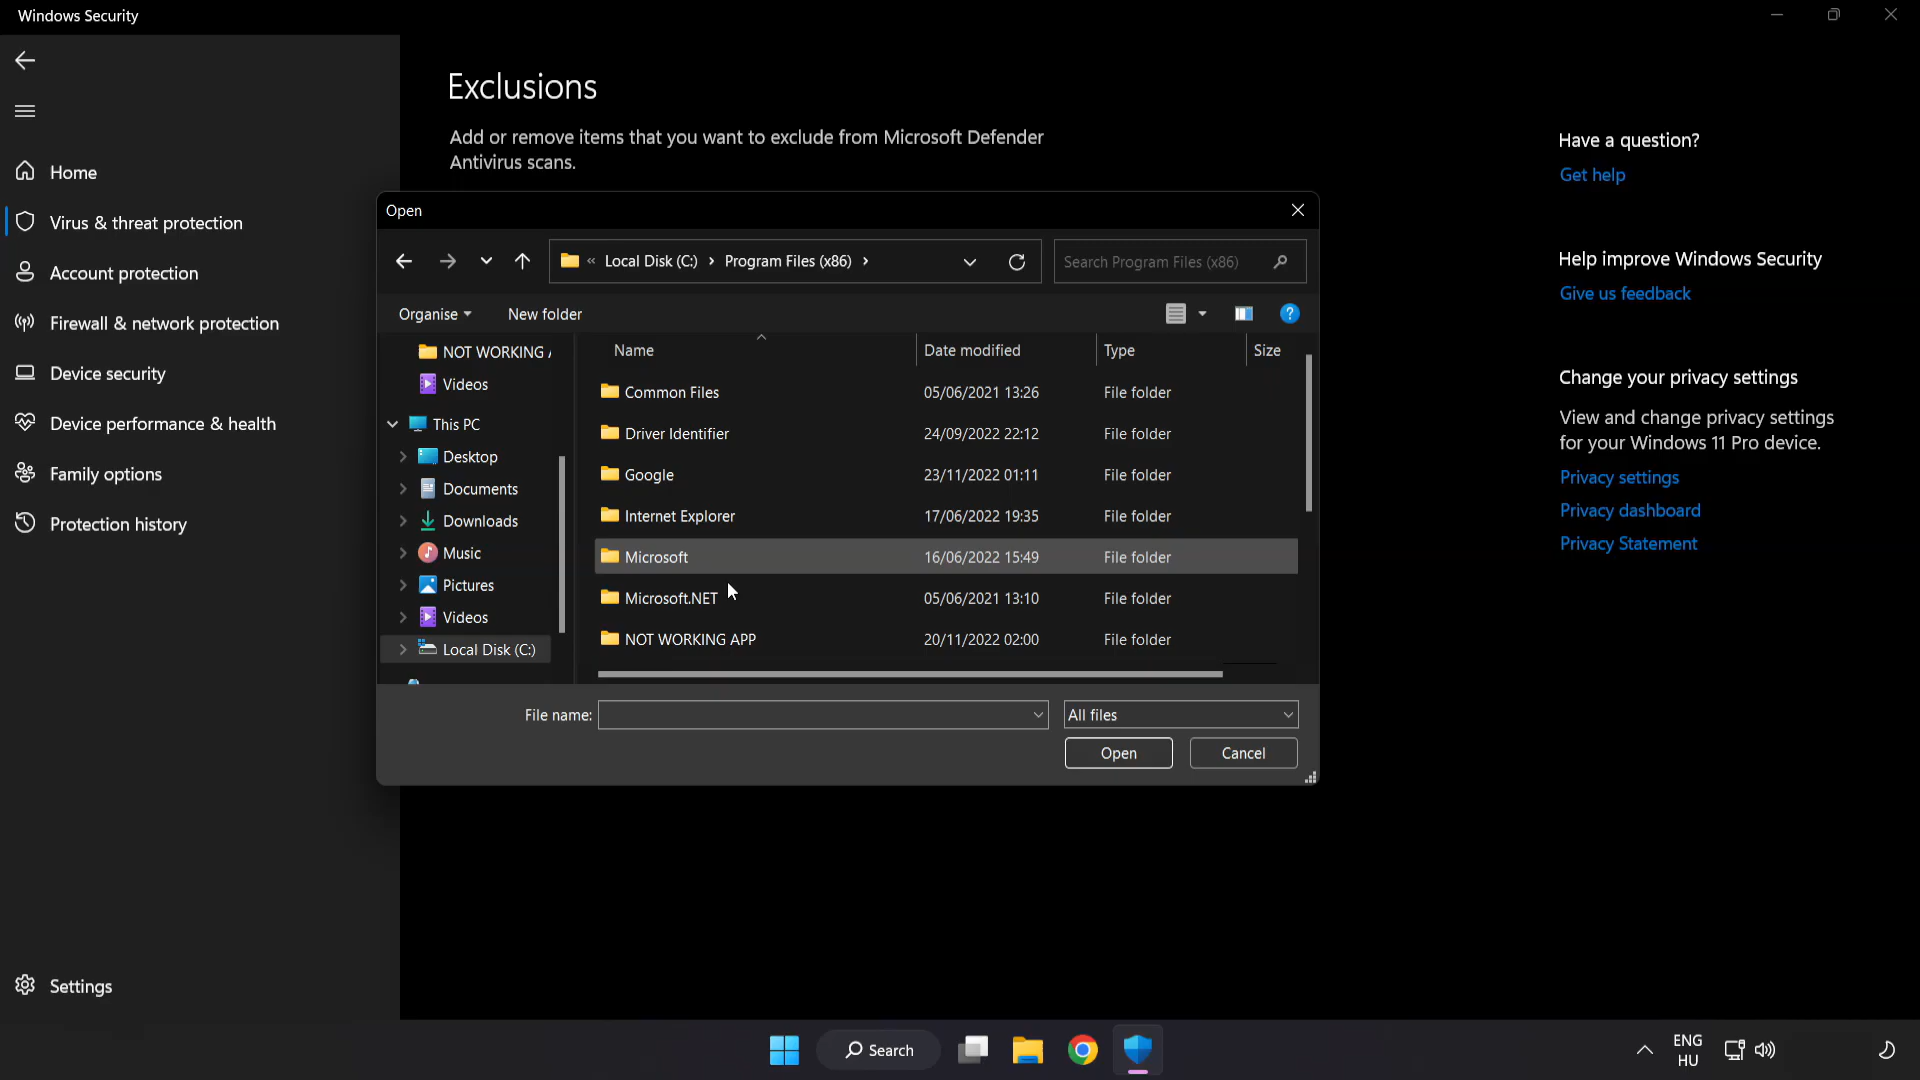 Windows Security
Home
Virus & threat protection
Account protection
Firewall & network protection
Device security
Device performance & health
Family options
Protection history
Settings
Exclusions
Add or remove items that you want to exclude from Microsoft Defender
Antivirus scans.
Have a question?
Get help
Help improve Windows Security
Give us feedback
Change your privacy settings
View and change privacy settings
for your Windows 11 Pro device.
Privacy settings
Privacy dashboard
Privacy Statement
Open
« Local Disk (C:) › Program Files (x86) ›
Search Program Files (x86)
Organise
New folder
?
NOT WORKING
Videos
This PC
Desktop
Documents
Downloads
Music
Pictures
Videos
Local Disk (C:)
Name Date modified Type Size
Common Files 05/06/2021 13:26 File folder
Driver Identifier 24/09/2022 22:12 File folder
Google 23/11/2022 01:11 File folder
Internet Explorer 17/06/2022 19:35 File folder
Microsoft 16/06/2022 15:49 File folder
Microsoft.NET 05/06/2021 13:10 File folder
NOT WORKING APP 20/11/2022 02:00 File folder
File name:
All files
Open
Cancel
Search
ENG
HU